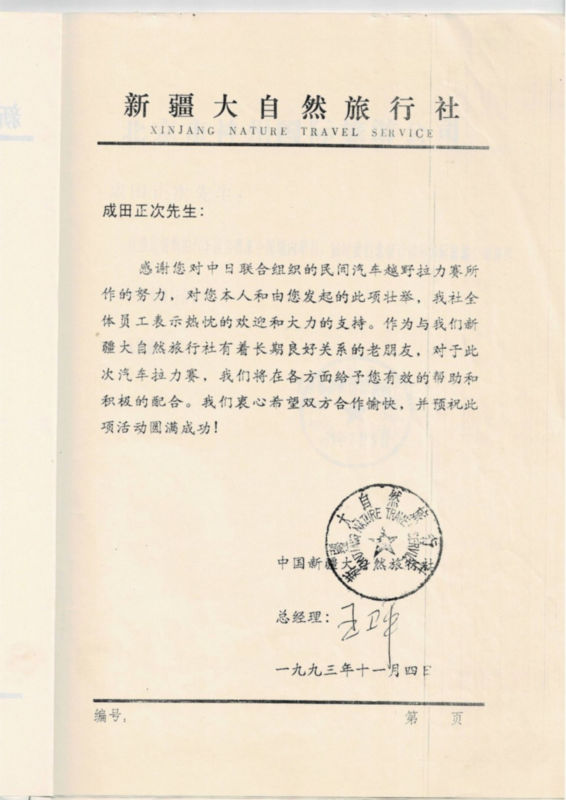 新疆大自然旅行社
XINJANG NATURE TRAVEL SERVICE
成田正次先生：
感谢您对中日联合组织的民间汽车越野拉力赛所
作的努力，对您本人和由您发起的此项壮举，我社全
体员工表示热忱的欢迎和大力的支持。作为与我们新
疆大自然旅行社有着长期良好关系的老朋友，对于此
次汽车拉力赛，我们将在各方面给予您有效的帮助和
积极的配合。我们衷心希望双方合作愉快，并预祝此
项活动圆满成功！
新疆大自然旅行社
XINJIANG NATURE TRAVEL SERVICE
中国新疆大自然旅行社
总经理：
一九九三年十一月四日
编号：
第 页